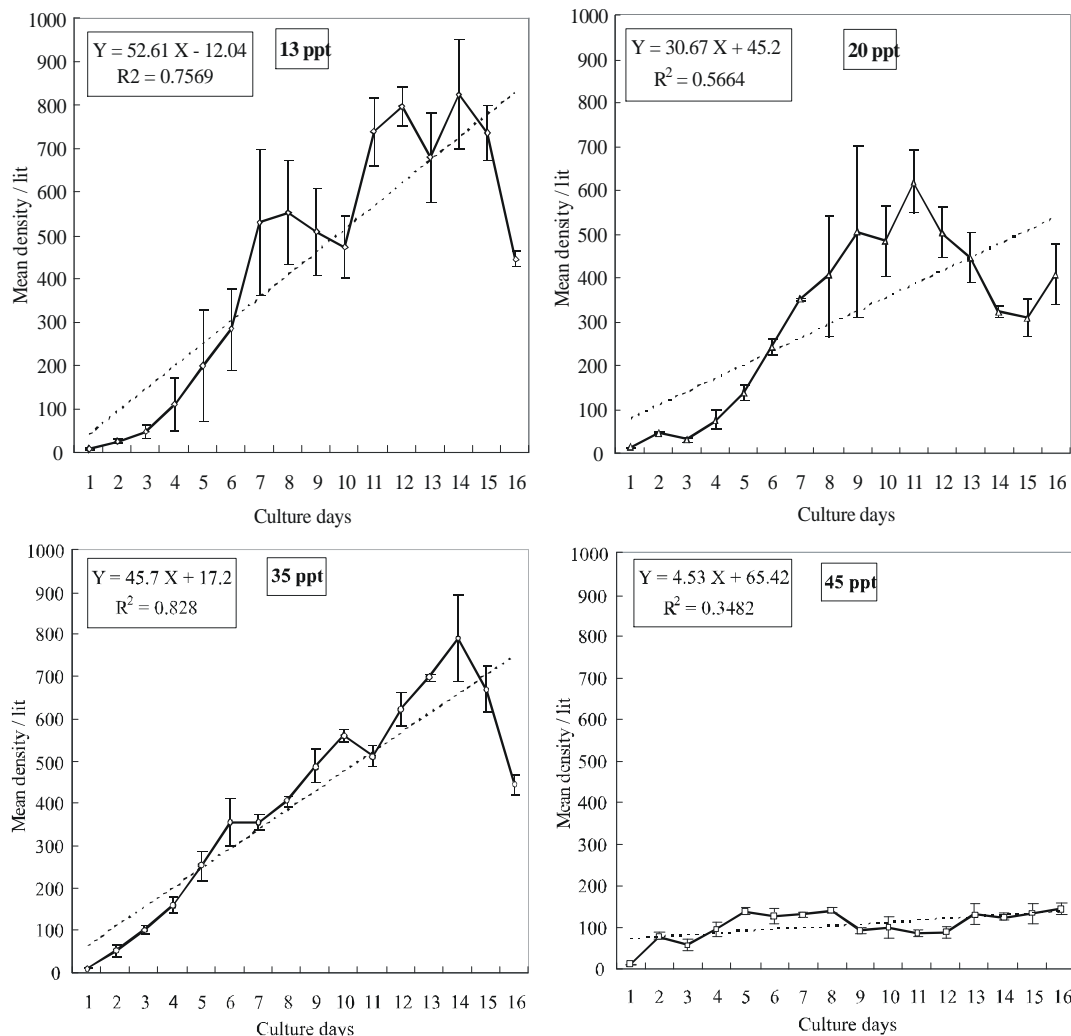 Y = 52.61 X - 12.04
R2 = 0.7569
13 ppt
Mean density / lit
1000
900
800
700
600
500
400
300
200
100
0
1 2 3 4 5 6 7 8 9 10 11 12 13 14 15 16
Culture days
Y = 30.67 X + 45.2
R² = 0.5664
20 ppt
Mean density / lit
1000
900
800
700
600
500
400
300
200
100
0
1 2 3 4 5 6 7 8 9 10 11 12 13 14 15 16
Culture days
Y = 45.7 X + 17.2
R² = 0.828
35 ppt
Mean density / lit
1000
900
800
700
600
500
400
300
200
100
0
1 2 3 4 5 6 7 8 9 10 11 12 13 14 15 16
Culture days
Y = 4.53 X + 65.42
R² = 0.3482
45 ppt
Mean density / lit
1000
900
800
700
600
500
400
300
200
100
0
1 2 3 4 5 6 7 8 9 10 11 12 13 14 15 16
Culture days